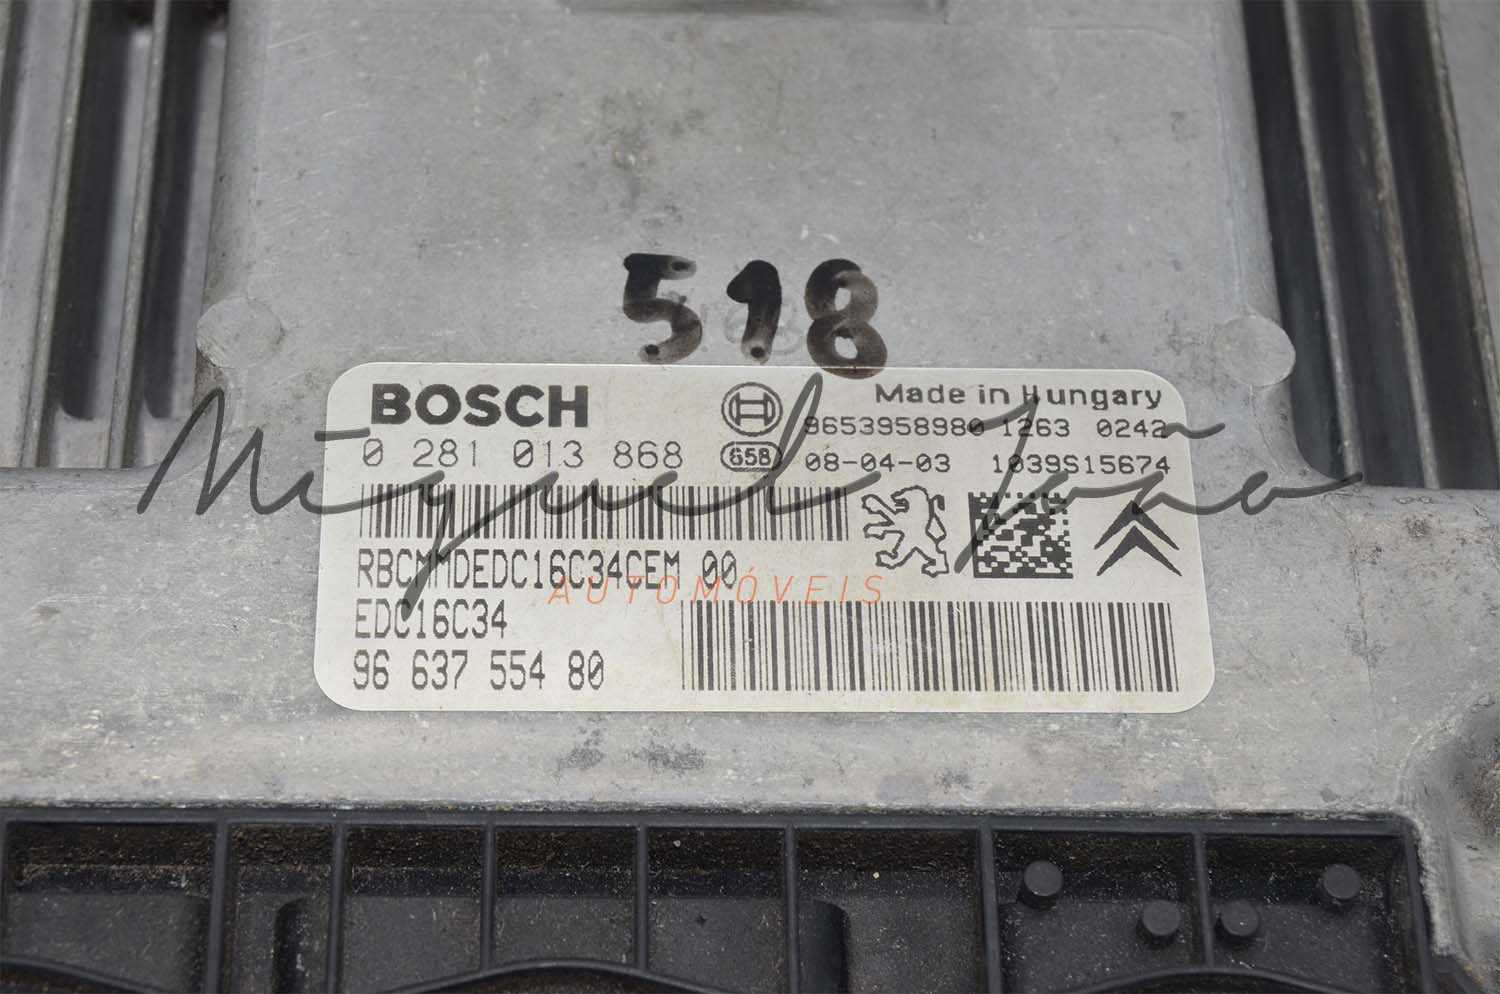 518
BOSCH
Made in Hungary
9653958980 1263 0242
0 281 013 868
658
08-04-03 1039S15674
Miguel João
RBCMMDEDC16C34GEM 00
AUTOMÓVEIS
EDC16C34
96 637 554 80